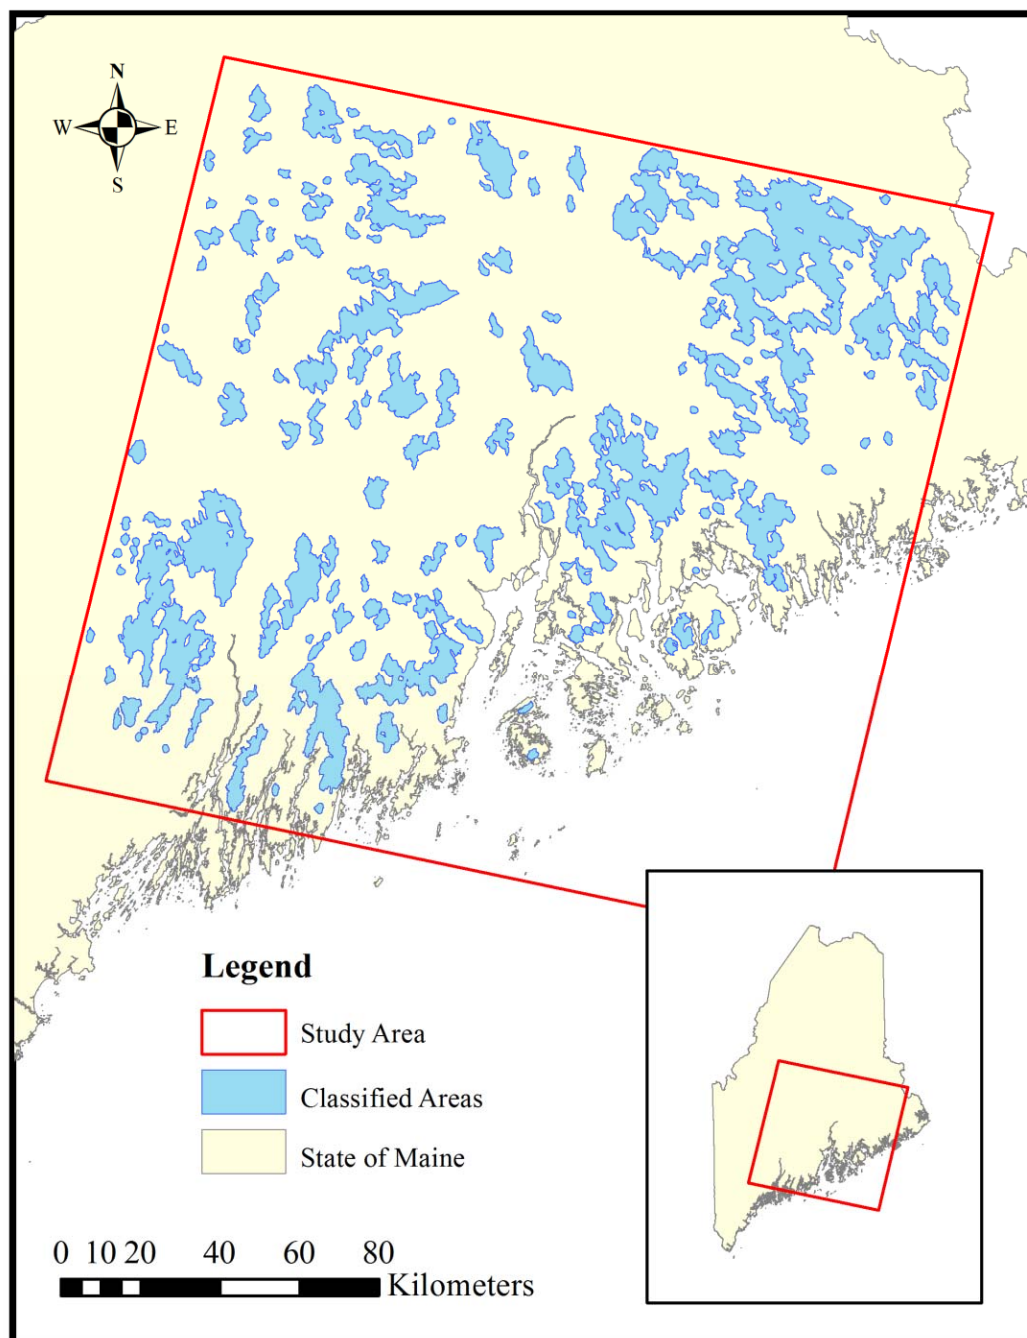 N
W E
S
Legend
Study Area
Classified Areas
State of Maine
0 10 20 40 60 80
Kilometers